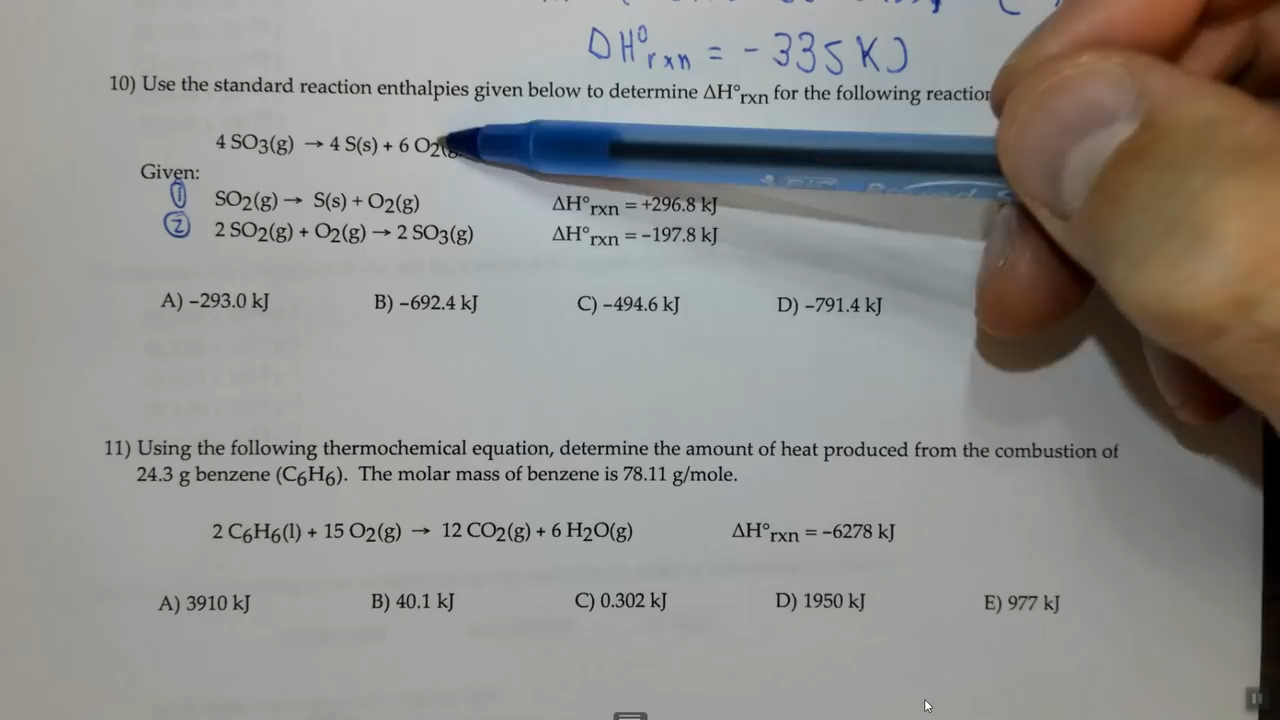 ΔH°rxn = -335 KJ
10) Use the standard reaction enthalpies given below to determine ΔH°rxn for the following reaction
4 SO3(g) → 4 S(s) + 6 O2(g)
Given:
① SO2(g) → S(s) + O2(g) ΔH°rxn = +296.8 kJ
② 2 SO2(g) + O2(g) → 2 SO3(g) ΔH°rxn = −197.8 kJ
A) −293.0 kJ B) −692.4 kJ C) −494.6 kJ D) −791.4 kJ
11) Using the following thermochemical equation, determine the amount of heat produced from the combustion of
24.3 g benzene (C6H6). The molar mass of benzene is 78.11 g/mole.
2 C6H6(l) + 15 O2(g) → 12 CO2(g) + 6 H2O(g) ΔH°rxn = −6278 kJ
A) 3910 kJ B) 40.1 kJ C) 0.302 kJ D) 1950 kJ E) 977 kJ